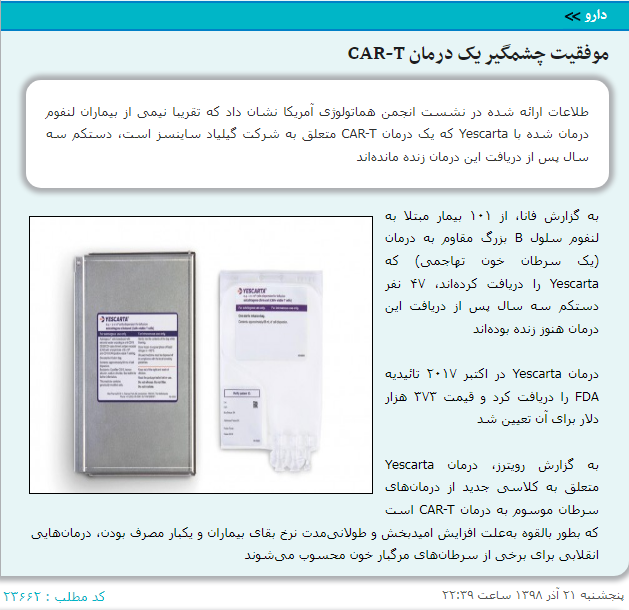 دارو >>
موفقیت چشمگیر یک درمان CAR-T
طلاعات ارائه شده در نشست انجمن هماتولوژی آمریکا نشان داد که تقریبا نیمی از بیماران لنفوم
درمان شده با Yescarta که یک درمان CAR-T متعلق به شرکت گیلیاد ساینسز است، دستکم سه
سال پس از دریافت این درمان زنده مانده‌اند
به گزارش فانا، از ۱۰۱ بیمار مبتلا به
لنفوم سلول B بزرگ مقاوم به درمان
(یک سرطان خون تهاجمی) که
Yescarta را دریافت کرده‌اند، ۴۷ نفر
دستکم سه سال پس از دریافت این
درمان هنوز زنده بوده‌اند
درمان Yescarta در اکتبر ۲۰۱۷ تائیدیه
FDA را دریافت کرد و قیمت ۳۷۳ هزار
دلار برای آن تعیین شد
به گزارش رویترز، درمان Yescarta
متعلق به کلاسی جدید از درمان‌های
سرطان موسوم به درمان CAR-T است
که بطور بالقوه به‌علت افزایش امیدبخش و طولانی‌مدت نرخ بقای بیماران و یکبار مصرف بودن، درمان‌هایی
انقلابی برای برخی از سرطان‌های مرگبار خون محسوب می‌شوند
YESCARTA
YESCARTA
پنجشنبه ۲۱ آذر ۱۳۹۸ ساعت ۲۲:۳۹
کد مطلب : ۲۳۶۶۲